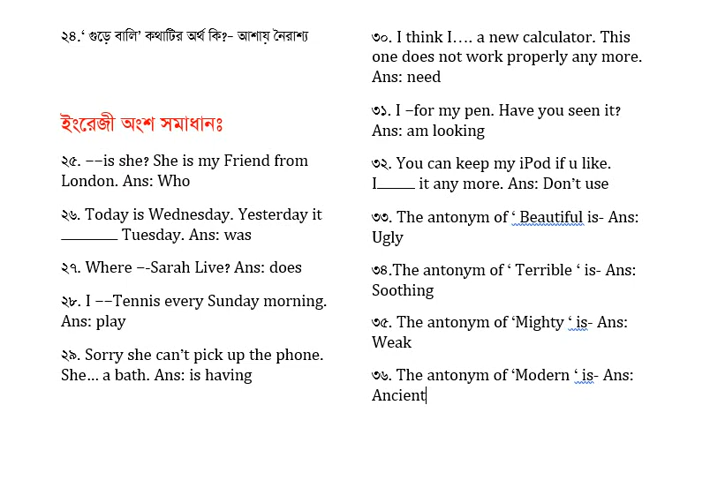 ২৪.‘ গুড়ে বালি’ কথাটির অর্থ কি?- আশায় নৈরাশ্য
ইংরেজী অংশ সমাধানঃ
২৫. −−is she? She is my Friend from
London. Ans: Who
২৬. Today is Wednesday. Yesterday it
_______ Tuesday. Ans: was
২৭. Where −-Sarah Live? Ans: does
২৮. I −−Tennis every Sunday morning.
Ans: play
২৯. Sorry she can’t pick up the phone.
She... a bath. Ans: is having
৩০. I think I.... a new calculator. This
one does not work properly any more.
Ans: need
৩১. I −for my pen. Have you seen it?
Ans: am looking
৩২. You can keep my iPod if u like.
I_____ it any more. Ans: Don’t use
৩৩. The antonym of ‘ Beautiful is- Ans:
Ugly
৩৪.The antonym of ‘ Terrible ‘ is- Ans:
Soothing
৩৫. The antonym of ‘Mighty ‘ is- Ans:
Weak
৩৬. The antonym of ‘Modern ‘ is- Ans:
Ancient